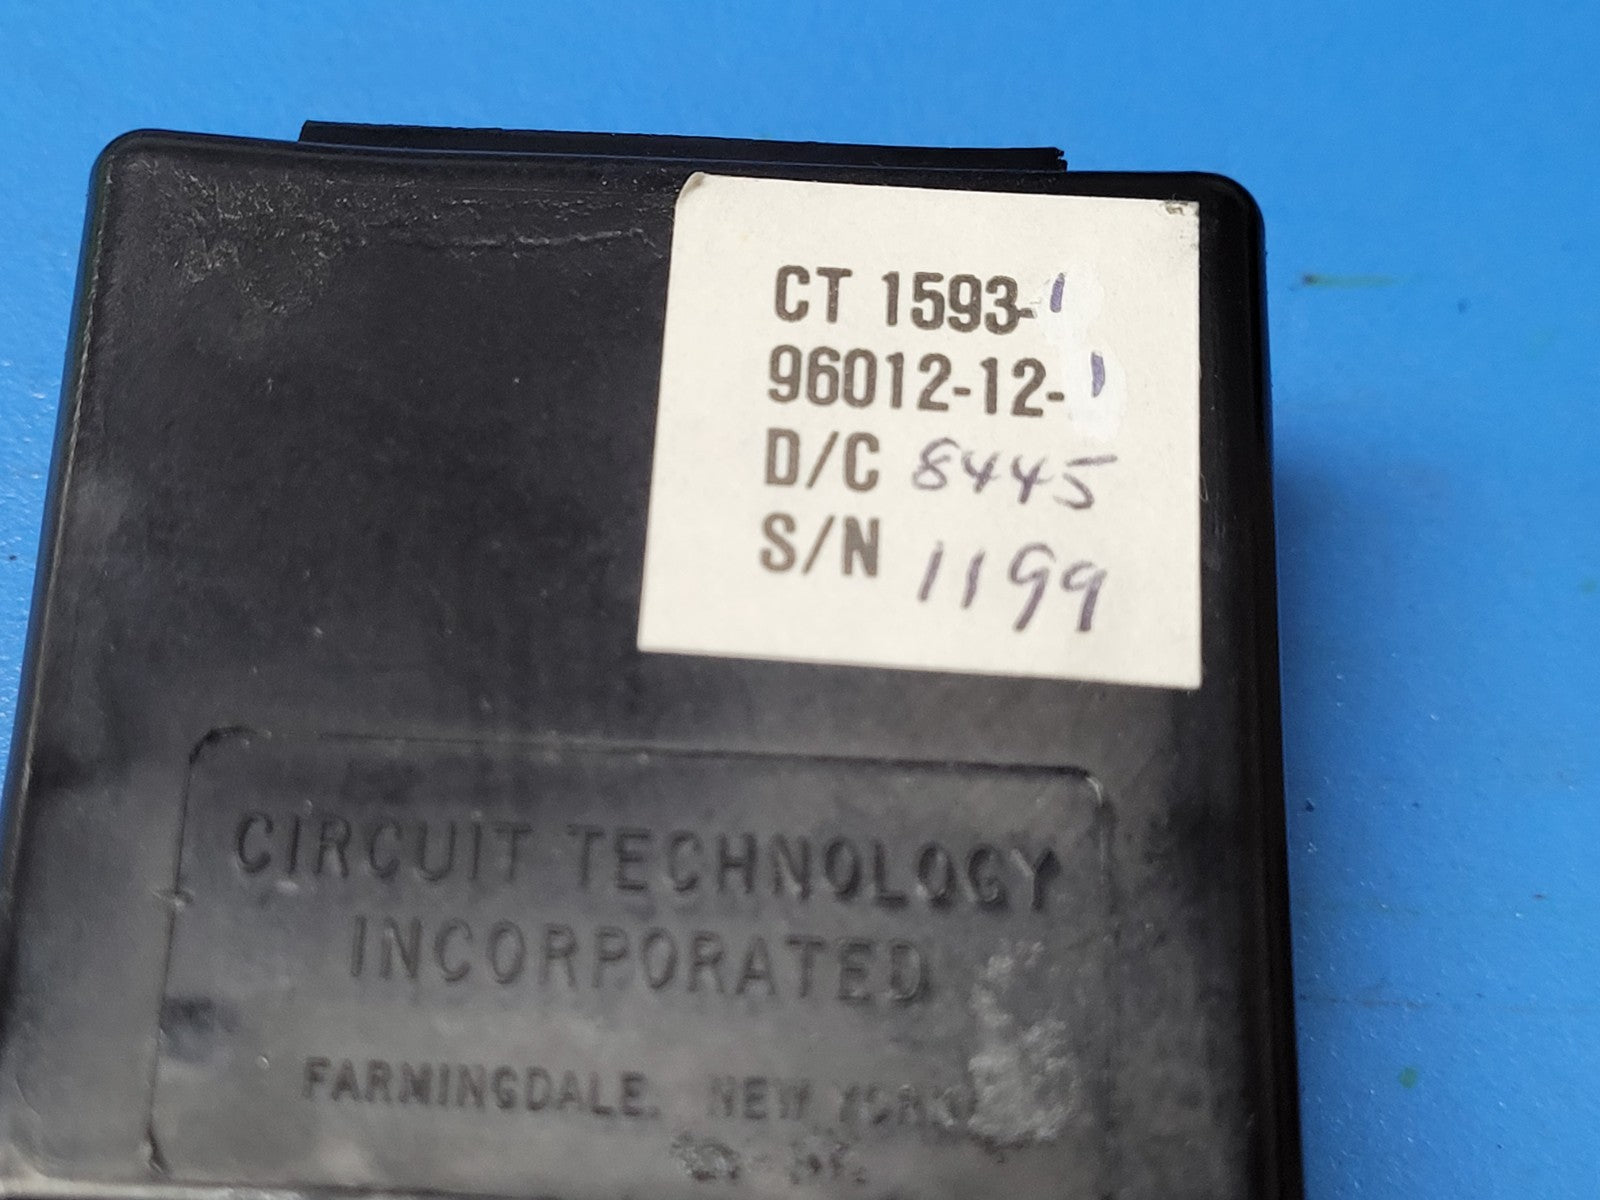 CT 1593-1
96012-12-1
D/C 8445
S/N 1199
CIRCUIT TECHNOLOGY
INCORPORATED
FARMINGDALE, NEW YORK